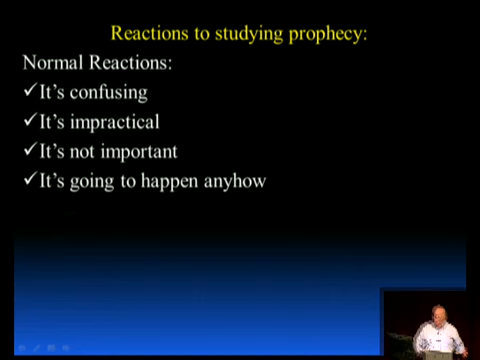 Reactions to studying prophecy:
Normal Reactions:
✓It's confusing
✓It's impractical
✓It's not important
✓It's going to happen anyhow